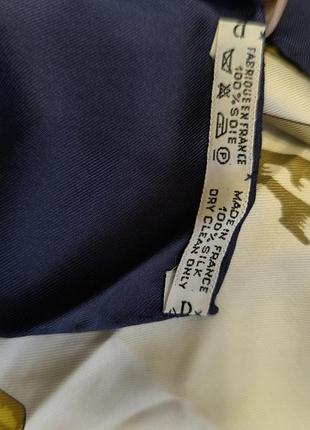 FABRIQUE EN FRANCE
100% SOIE
P
MADE IN FRANCE
100% SILK
DRY CLEAN ONLY
D